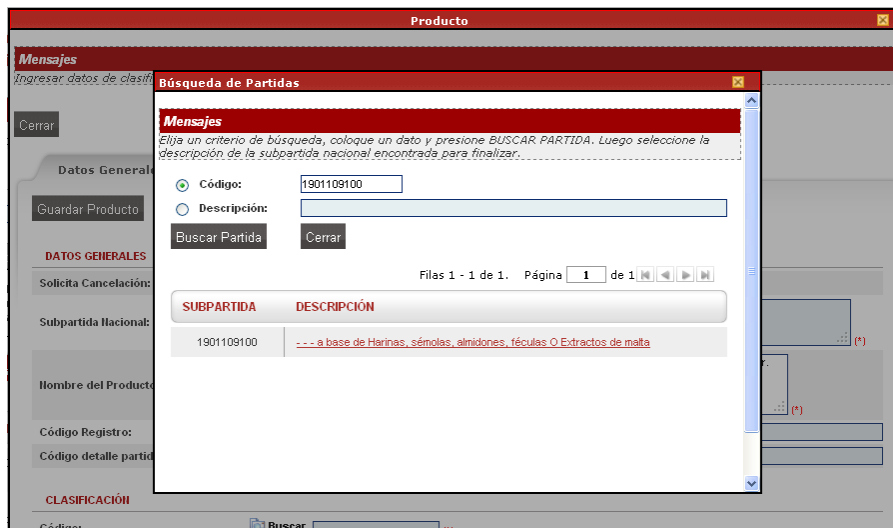 Producto
Mensajes
Ingresar datos de clasifi
Cerrar
Datos Generale
Guardar Producto
DATOS GENERALES
Solicita Cancelación:
Subpartida Nacional:
(*)
Nombre del Producto
r.
(*)
Código Registro:
Código detalle partid
CLASIFICACIÓN
Código:
Buscar
Búsqueda de Partidas
Mensajes
Elija un criterio de búsqueda, coloque un dato y presione BUSCAR PARTIDA. Luego seleccione la
descripción de la subpartida nacional encontrada para finalizar.
Código: 1901109100
Descripción:
Buscar Partida Cerrar
Filas 1 - 1 de 1. Página 1 de 1
SUBPARTIDA DESCRIPCIÓN
1901109100 - - - a base de Harinas, sémolas, almidones, féculas O Extractos de malta